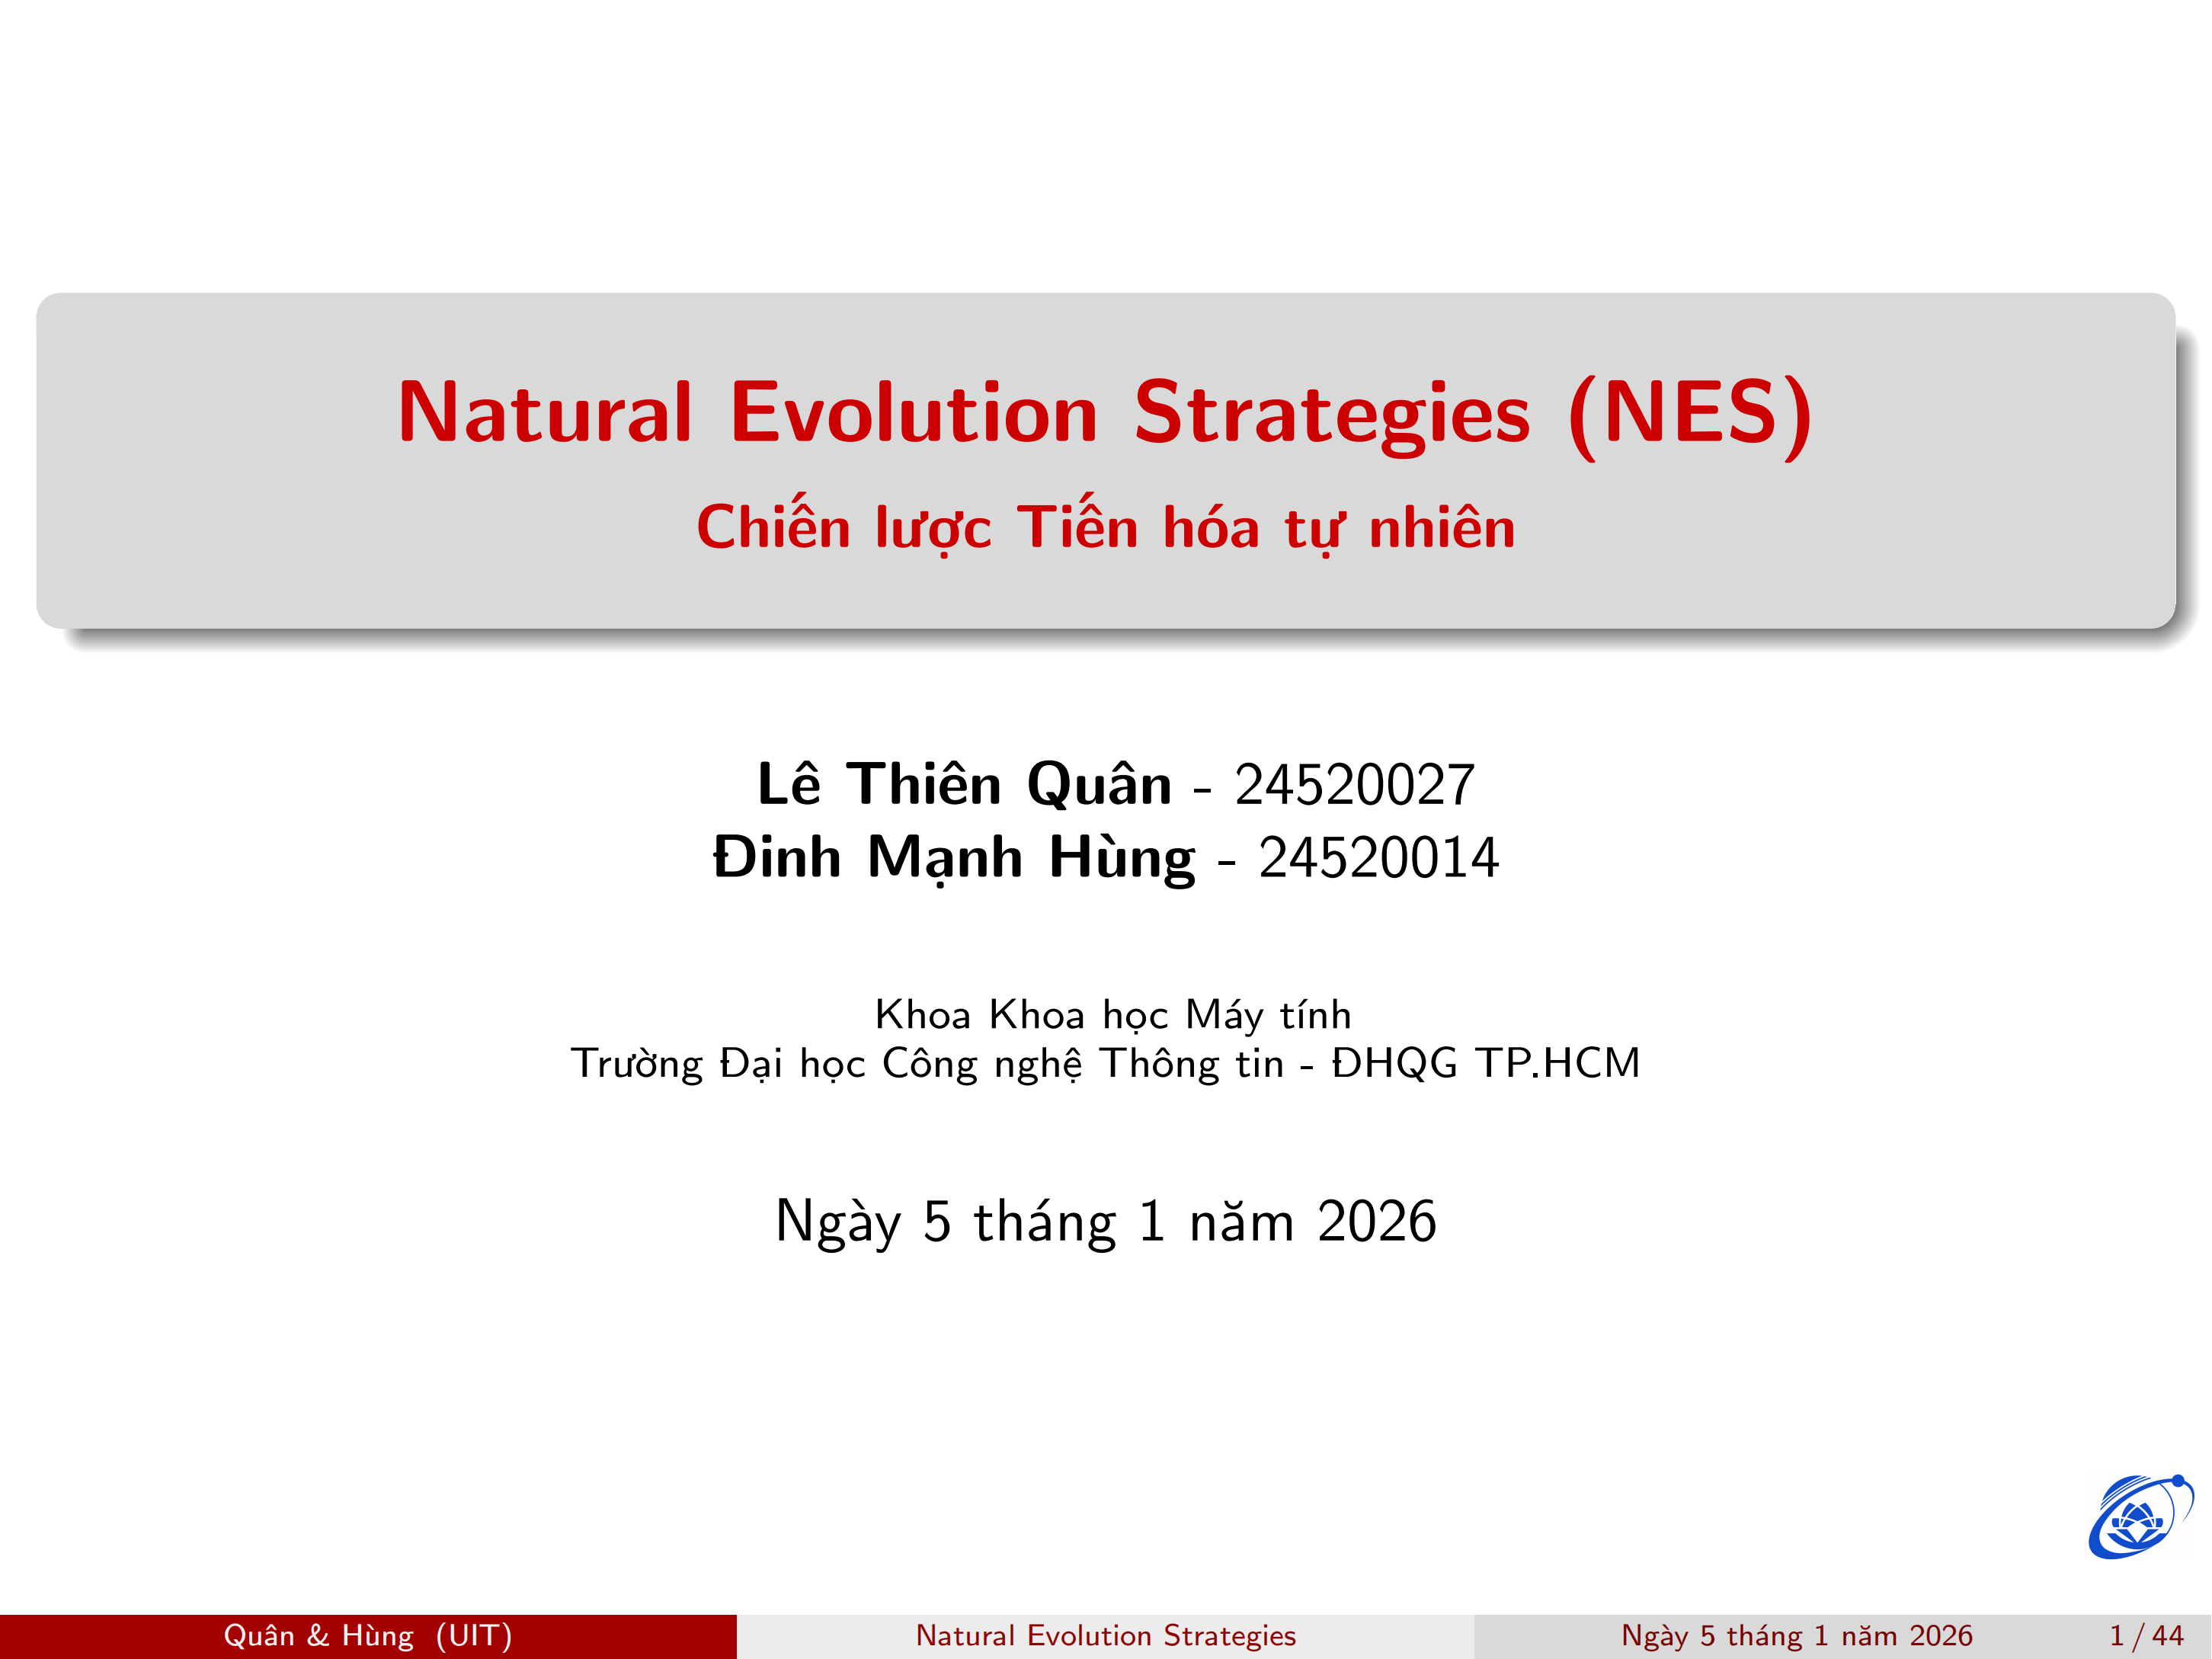 Natural Evolution Strategies (NES)
Chiến lược Tiến hóa tự nhiên
Lê Thiên Quân - 24520027
Đinh Mạnh Hùng - 24520014
Khoa Khoa học Máy tính
Trường Đại học Công nghệ Thông tin - ĐHQG TP.HCM
Ngày 5 tháng 1 năm 2026
Quân & Hùng (UIT) Natural Evolution Strategies Ngày 5 tháng 1 năm 2026 1 / 44